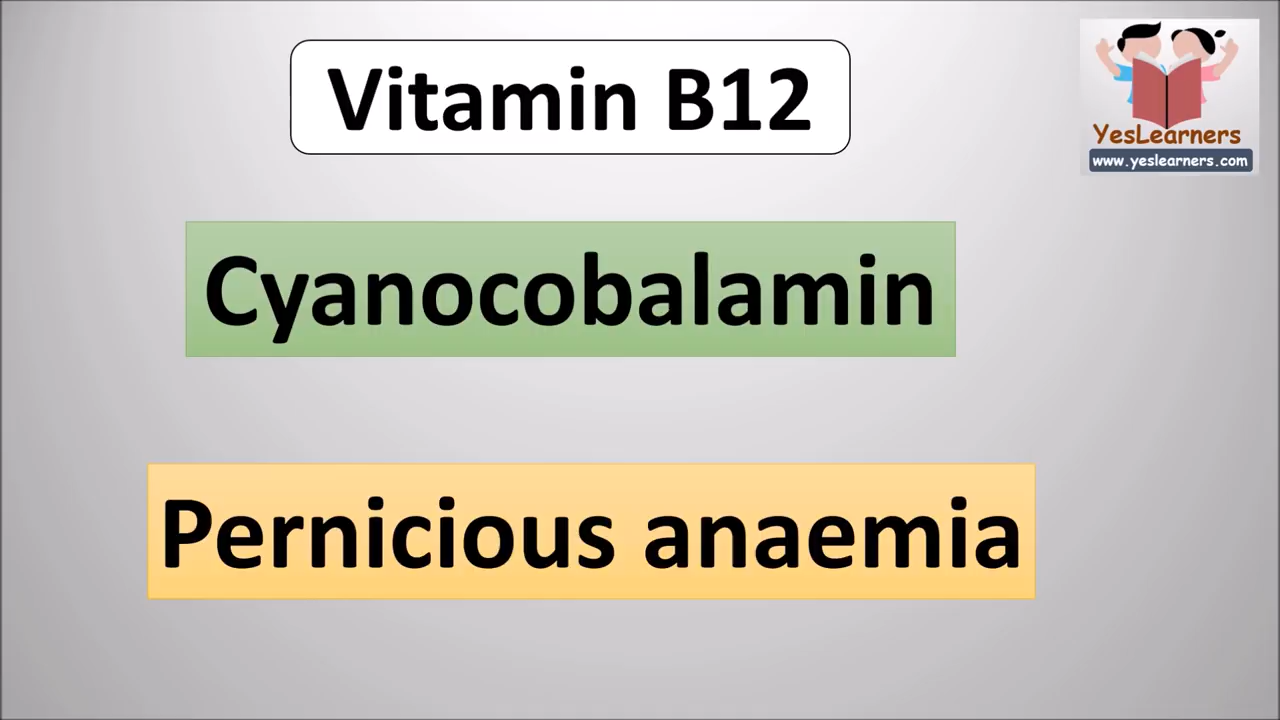 Vitamin B12
YesLearners
www.yeslearners.com
Cyanocobalamin
Pernicious anaemia